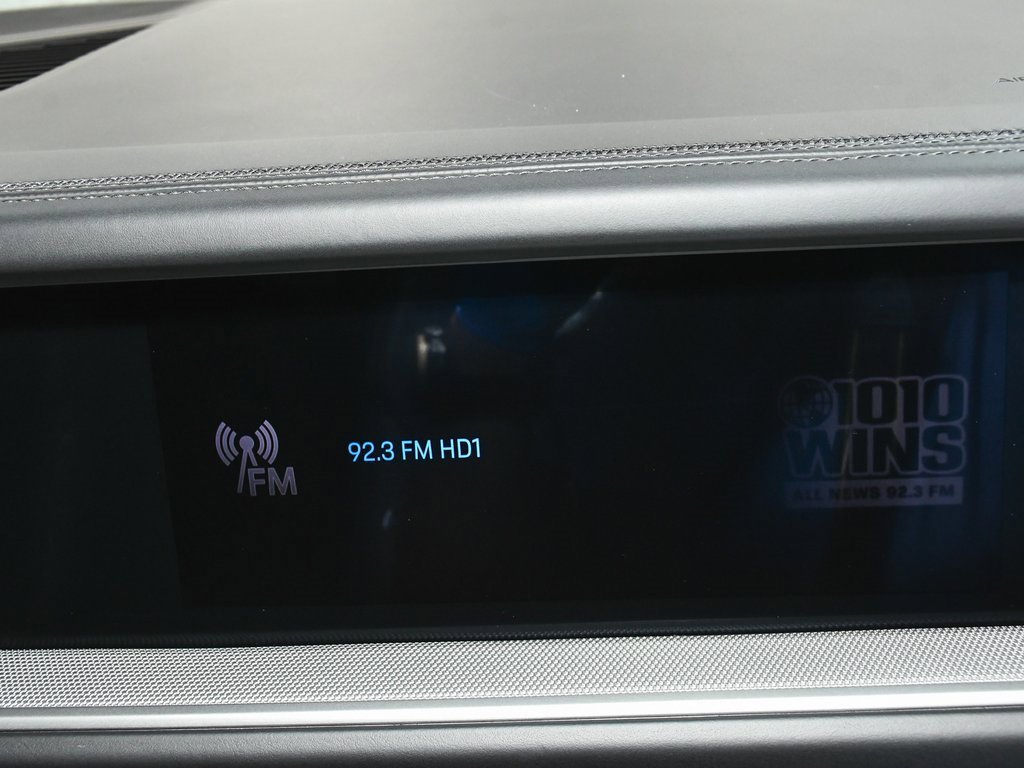 92.3 FM HD1
FM
1010
WINS
ALL NEWS 92.3 FM